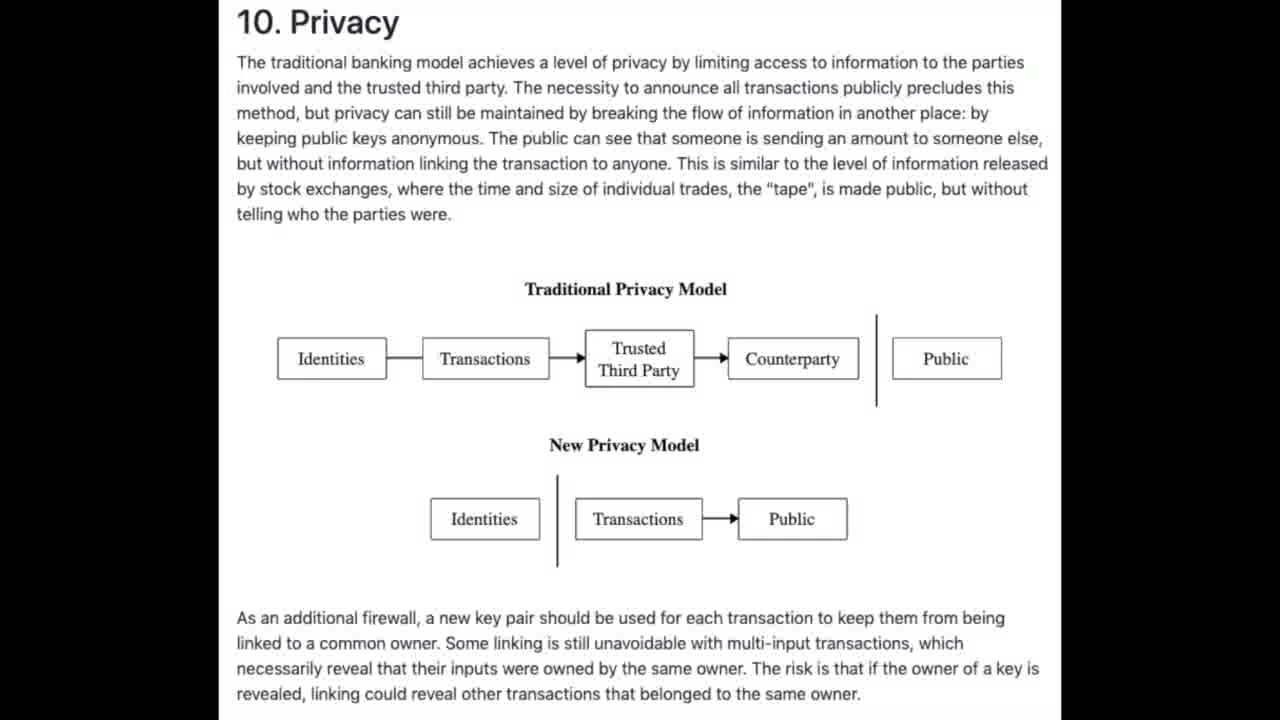 10. Privacy
The traditional banking model achieves a level of privacy by limiting access to information to the parties
involved and the trusted third party. The necessity to announce all transactions publicly precludes this
method, but privacy can still be maintained by breaking the flow of information in another place: by
keeping public keys anonymous. The public can see that someone is sending an amount to someone else,
but without information linking the transaction to anyone. This is similar to the level of information released
by stock exchanges, where the time and size of individual trades, the "tape", is made public, but without
telling who the parties were.
Traditional Privacy Model
Identities
Transactions
Trusted
Third Party
Counterparty
Public
New Privacy Model
Identities
Transactions
Public
As an additional firewall, a new key pair should be used for each transaction to keep them from being
linked to a common owner. Some linking is still unavoidable with multi-input transactions, which
necessarily reveal that their inputs were owned by the same owner. The risk is that if the owner of a key is
revealed, linking could reveal other transactions that belonged to the same owner.